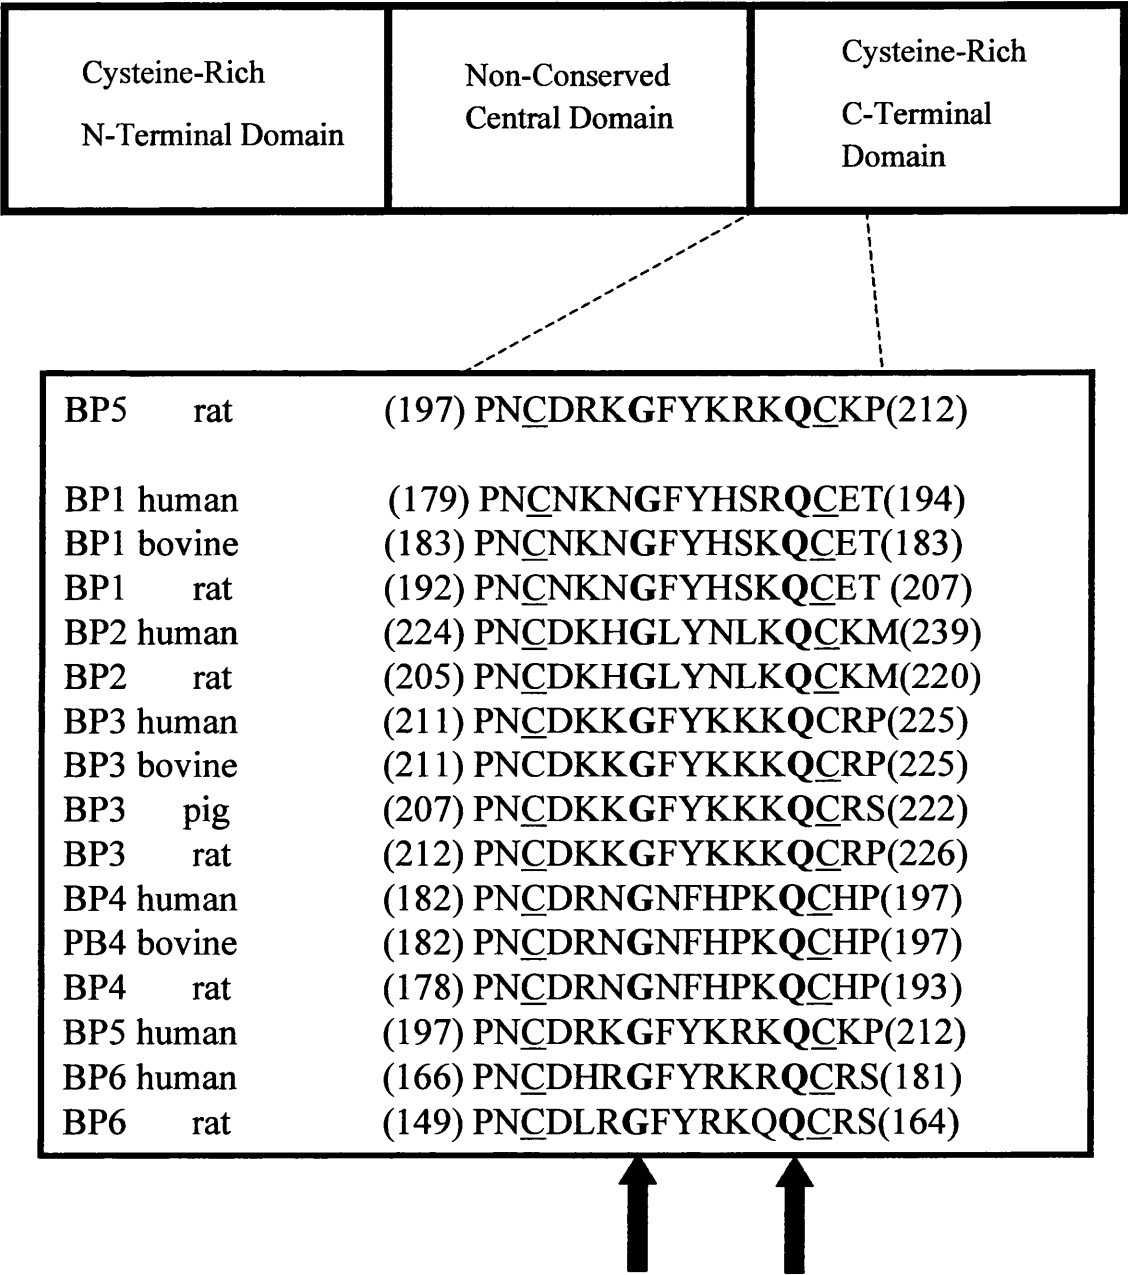 Cysteine-Rich
N-Terminal Domain
Non-Conserved
Central Domain
Cysteine-Rich
C-Terminal
Domain
BP5 rat (197) PNCDRKGFYKRKQCKP(212)
BP1 human (179) PNCNKNGFYHSRQCET(194)
BP1 bovine (183) PNCNKNGFYHSKQCET(183)
BP1 rat (192) PNCNKNGFYHSKQCET (207)
BP2 human (224) PNCDKHGLYNLKQCKM(239)
BP2 rat (205) PNCDKHGLYNLKQCKM(220)
BP3 human (211) PNCDKKGFYKKKQCRP(225)
BP3 bovine (211) PNCDKKGFYKKKQCRP(225)
BP3 pig (207) PNCDKKGFYKKKQCRS(222)
BP3 rat (212) PNCDKKGFYKKKQCRP(226)
BP4 human (182) PNCDRNGNFHPKQCHP(197)
PB4 bovine (182) PNCDRNGNFHPKQCHP(197)
BP4 rat (178) PNCDRNGNFHPKQCHP(193)
BP5 human (197) PNCDRKGFYKRKQCKP(212)
BP6 human (166) PNCDHRGFYRKRQCRS(181)
BP6 rat (149) PNCDLRGFYRKQQCRS(164)